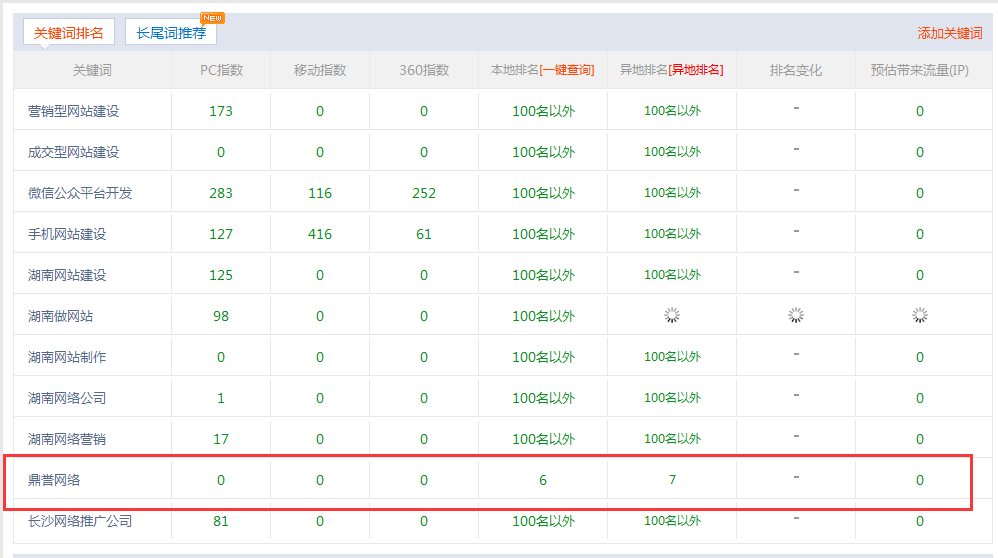 关键词排名 长尾词推荐 NEW 添加关键词
关键词 PC指数 移动指数 360指数 本地排名[一键查询] 异地排名[异地排名] 排名变化 预估带来流量(IP)
营销型网站建设 173 0 0 100名以外 100名以外 - 0
成交型网站建设 0 0 0 100名以外 100名以外 - 0
微信公众平台开发 283 116 252 100名以外 100名以外 - 0
手机网站建设 127 416 61 100名以外 100名以外 - 0
湖南网站建设 125 0 0 100名以外 100名以外 - 0
湖南做网站 98 0 0 100名以外
湖南网站制作 0 0 0 100名以外 100名以外 - 0
湖南网络公司 1 0 0 100名以外 100名以外 - 0
湖南网络营销 17 0 0 100名以外 100名以外 - 0
鼎誉网络 0 0 0 6 7 - 0
长沙网络推广公司 81 0 0 100名以外 100名以外 - 0